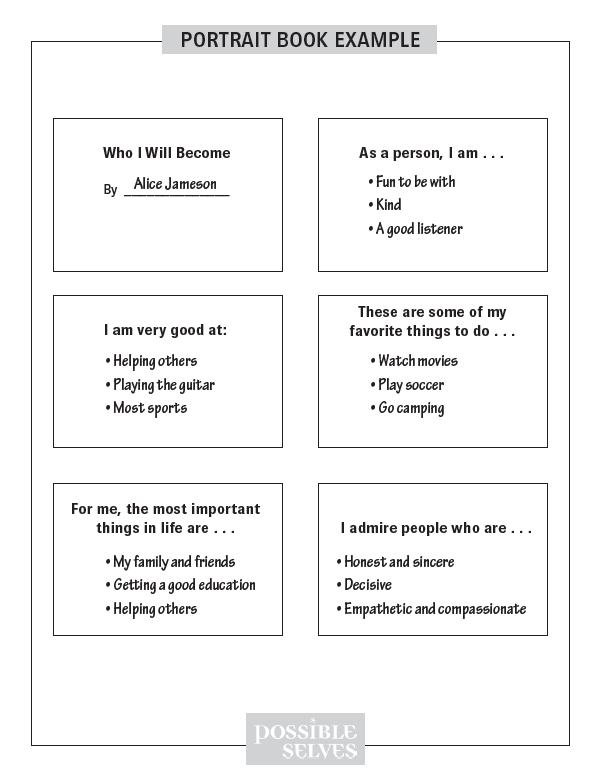 PORTRAIT BOOK EXAMPLE
Who I Will Become
By Alice Jameson
As a person, I am . . .
• Fun to be with
• Kind
• A good listener
I am very good at:
• Helping others
• Playing the guitar
• Most sports
These are some of my
favorite things to do . . .
• Watch movies
• Play soccer
• Go camping
For me, the most important
things in life are . . .
• My family and friends
• Getting a good education
• Helping others
I admire people who are . . .
• Honest and sincere
• Decisive
• Empathetic and compassionate
POSSIBLE
SELVES